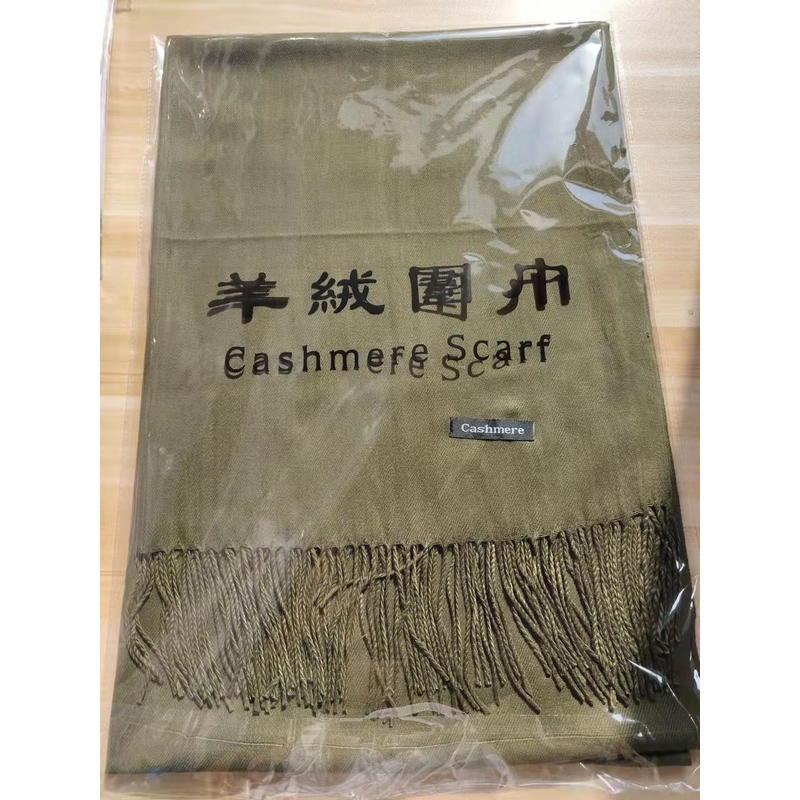 羊絨圍巾
Cashmere Scarf
Cashmere